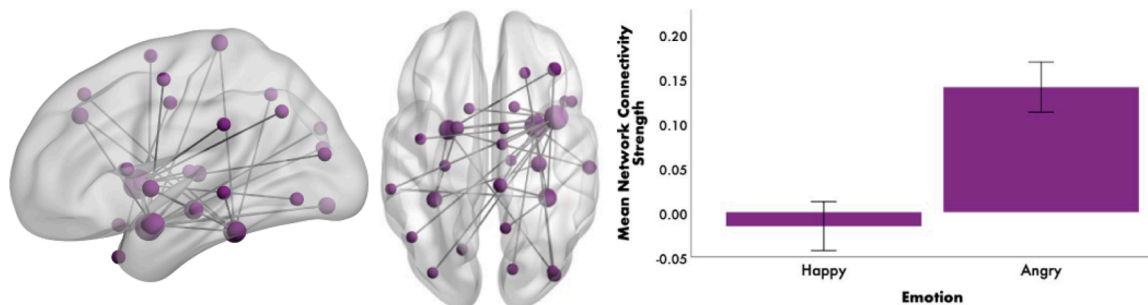 Mean Network Connectivity
Strength
0.20
0.15
0.10
0.05
0.00
-0.05
Happy
Angry
Emotion